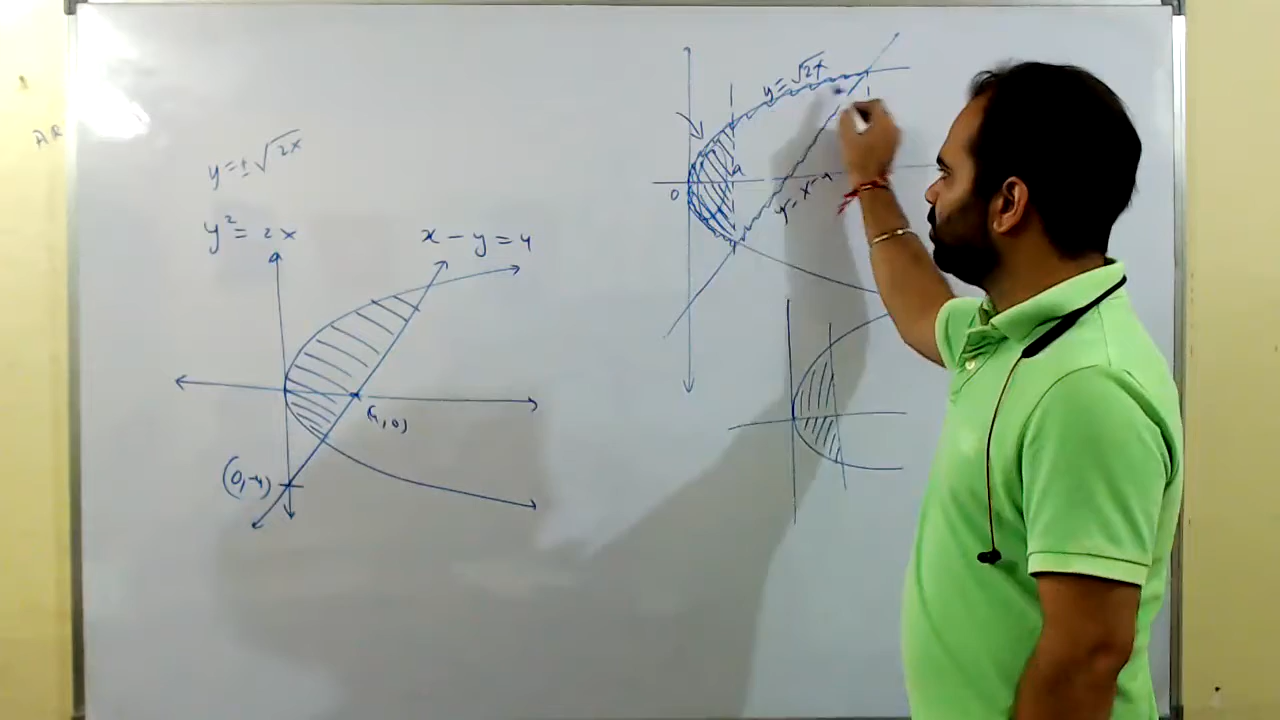 y = ± √2x
y² = 2x
x - y = 4
(4,0)
(0,-4)
y = √2x
a
0